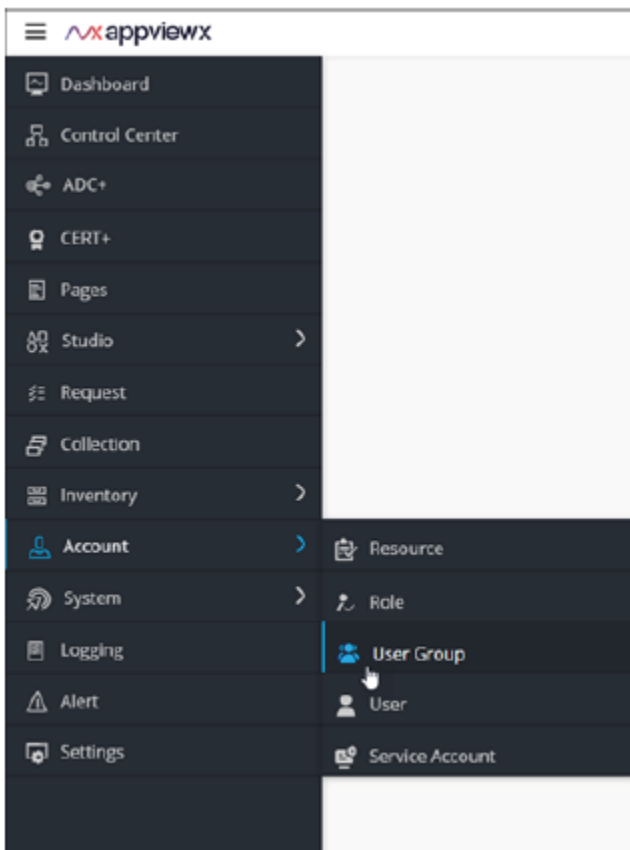 appviewx
Dashboard
Control Center
ADC+
CERT+
Pages
Studio
Request
Collection
Inventory
Account
System
Logging
Alert
Settings
Resource
Role
User Group
User
Service Account